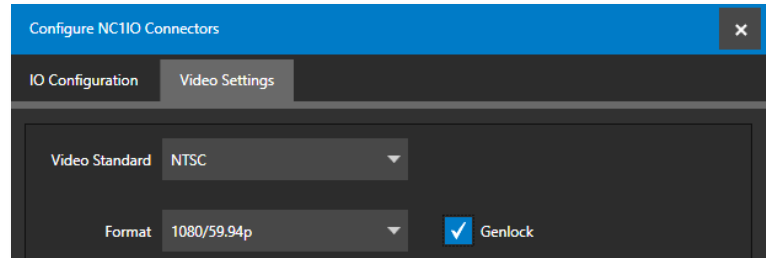 Configure NC1IO Connectors
IO Configuration Video Settings
Video Standard NTSC
Format 1080/59.94p Genlock